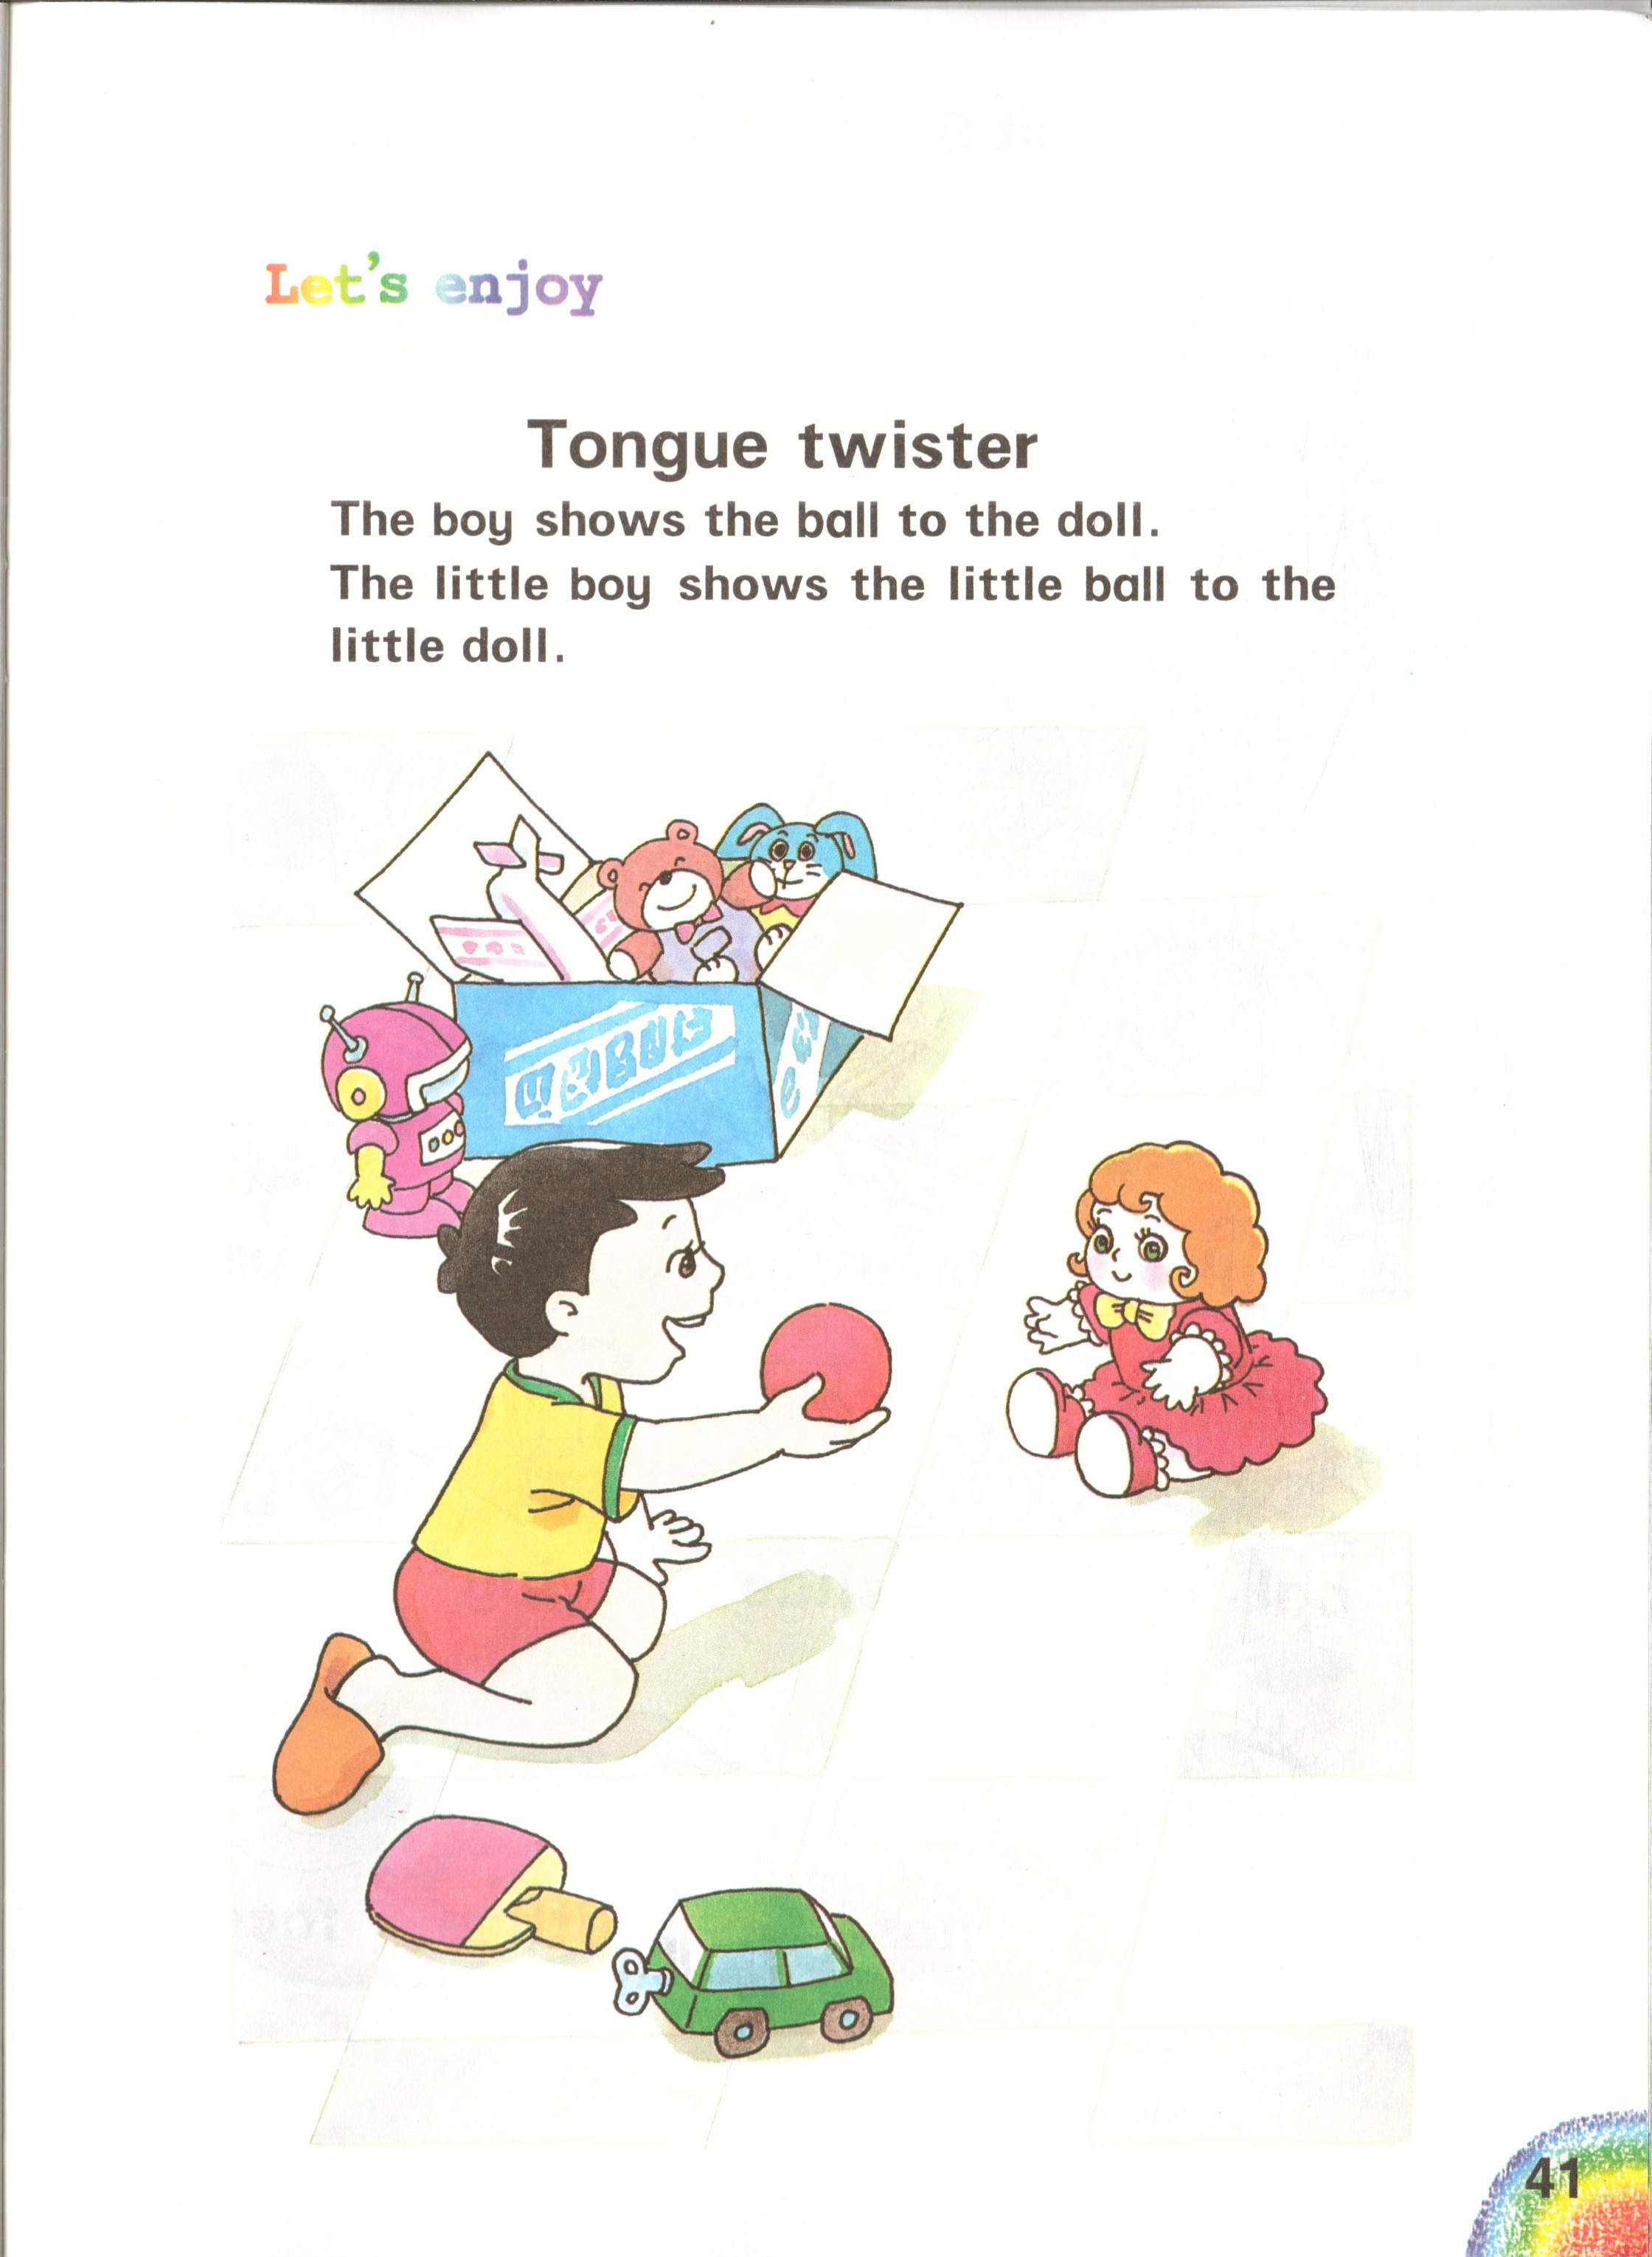 Let's enjoy
Tongue twister
The boy shows the ball to the doll.
The little boy shows the little ball to the
little doll.
41